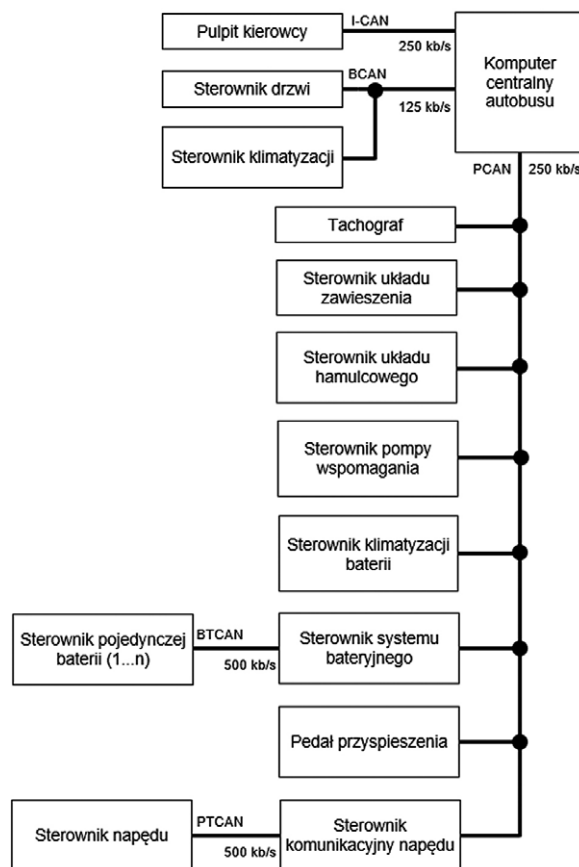 Pulpit kierowcy
I-CAN
250 kb/s
Komputer
centralny
autobusu
Sterownik drzwi
BCAN
125 kb/s
Sterownik klimatyzacji
PCAN
250 kb/s
Tachograf
Sterownik układu
zawieszenia
Sterownik układu
hamulcowego
Sterownik pompy
wspomagania
Sterownik klimatyzacji
baterii
Sterownik pojedynczej
baterii (1...n)
BTCAN
500 kb/s
Sterownik systemu
bateryjnego
Pedał przyspieszenia
Sterownik napędu
PTCAN
500 kb/s
Sterownik
komunikacyjny napędu